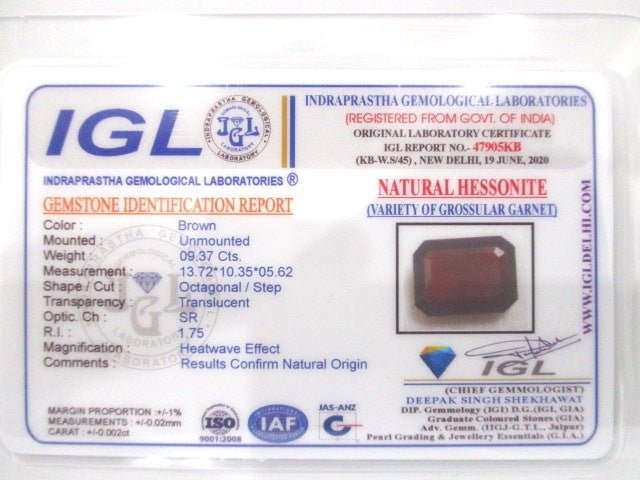 IGL
INDRAPRASTHA GEMOLOGICAL LABORATORY
IGL
INDRAPRASTHA GEMOLOGICAL LABORATORIES ®
GEMSTONE IDENTIFICATION REPORT
Color : Brown
Mounted : Unmounted
Weight : 09.37 Cts.
Measurement : 13.72*10.35*05.62
Shape / Cut : Octagonal / Step
Transparency : Translucent
Optic. Ch : SR
R.I. : 1.75
Magnification : Heatwave Effect
Comments : Results Confirm Natural Origin
MARGIN PROPORTION :+/-1%
MEASUREMENTS : +/-0.02mm
CARAT : +/-0.002ct
ISO
9001:2008
IAF
JAS-ANZ
INDRAPRASTHA GEMOLOGICAL LABORATORIES
(REGISTERED FROM GOVT. OF INDIA)
ORIGINAL LABORATORY CERTIFICATE
IGL REPORT NO.- 47905KB
(KB-W.S/45) , NEW DELHI, 19 JUNE, 2020
NATURAL HESSONITE
(VARIETY OF GROSSULAR GARNET)
IGL
(CHIEF GEMMOLOGIST)
DEEPAK SINGH SHEKHAWAT
DIP. Gemmology (IGI) D.G.(IGI, GIA)
Graduate Coloured Stones (GIA)
Adv. Gemm. (IIGJ-G.T.L., Jaipur)
Pearl Grading & Jewellery Essentials (G.I.A.)
WWW.IGLDELHI.COM